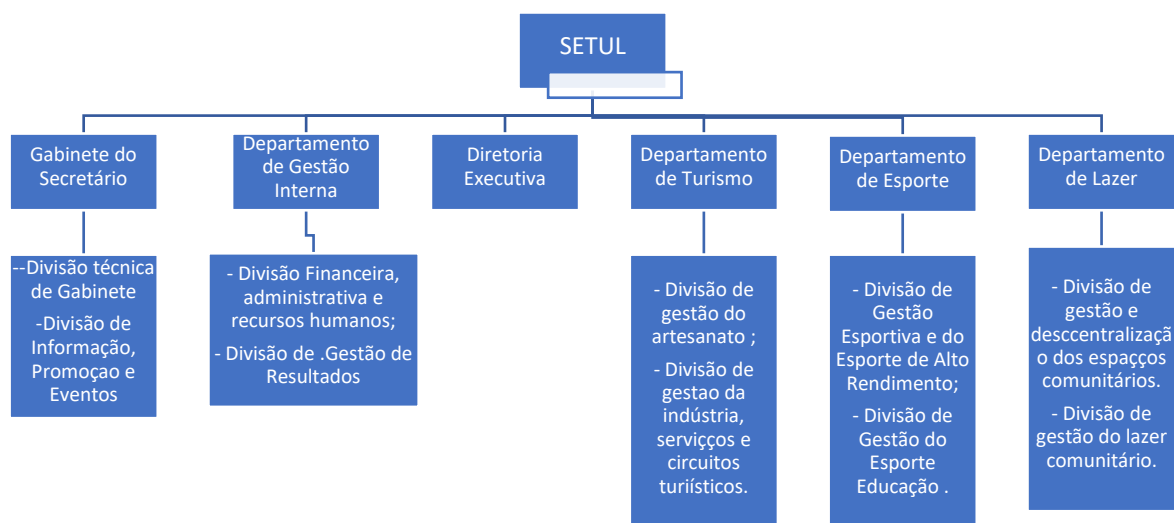 SETUL
Gabinete do
Secretário
Departamento
de Gestão
Interna
Diretoria
Executiva
Departamento
de Turismo
Departamento
de Esporte
Departamento
de Lazer
--Divisão técnica
de Gabinete
-Divisão de
Informação,
Promoçao e
Eventos
- Divisão Financeira,
administrativa e
recursos humanos;
- Divisão de .Gestão de
Resultados
- Divisão de
gestão do
artesanato ;
- Divisão de
gestao da
indústria,
serviçços e
circuitos
turiísticos.
- Divisão de
Gestão
Esportiva e do
Esporte de Alto
Rendimento;
- Divisão de
Gestão do
Esporte
Educação .
- Divisão de
gestão e
desccentralizaçã
o dos espaçços
comunitários.
- Divisão de
gestão do lazer
comunitário.